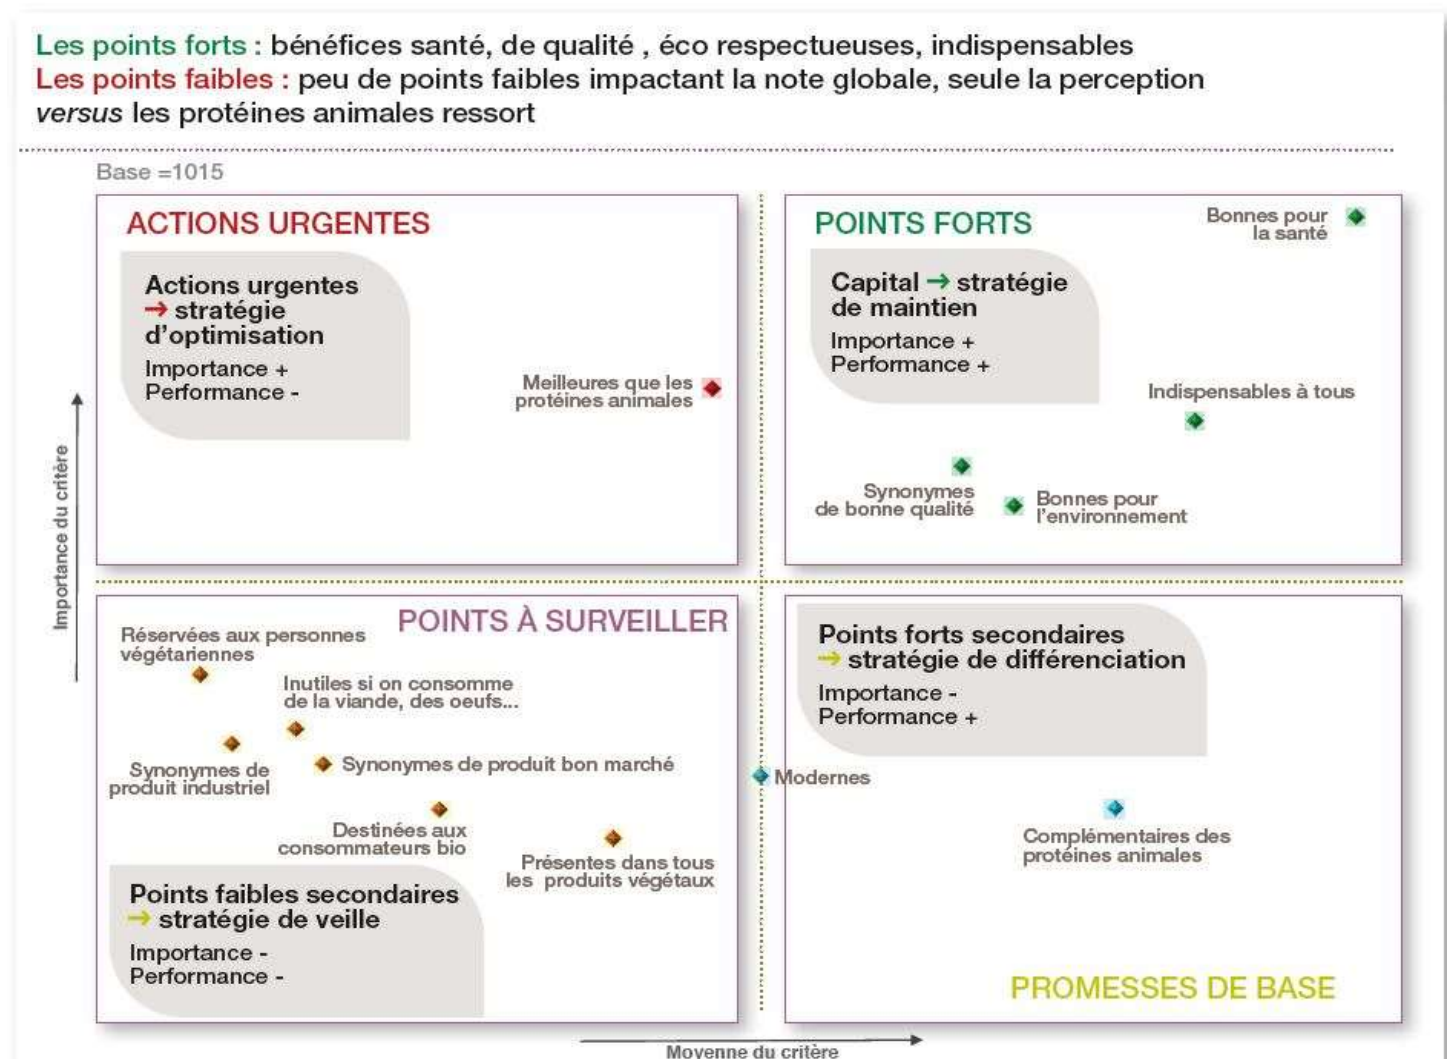 Les points forts : bénéfices santé, de qualité , éco respectueuses, indispensables
Les points faibles : peu de points faibles impactant la note globale, seule la perception
versus les protéines animales ressort
Base =1015
ACTIONS URGENTES
Actions urgentes
→ stratégie
d'optimisation
Importance +
Performance -
Meilleures que les
protéines animales
POINTS FORTS
Bonnes pour
la santé
Capital → stratégie
de maintien
Importance +
Performance +
Indispensables à tous
Synonymes
de bonne qualité
Bonnes pour
l'environnement
Importance du critère
POINTS À SURVEILLER
Réservées aux personnes
végétariennes
Inutiles si on consomme
de la viande, des oeufs...
Synonymes de
produit industriel
Synonymes de produit bon marché
Destinées aux
consommateurs bio
Présentes dans tous
les produits végétaux
Points faibles secondaires
→ stratégie de veille
Importance -
Performance -
Points forts secondaires
→ stratégie de différenciation
Importance -
Performance +
Modernes
Complémentaires des
protéines animales
PROMESSES DE BASE
Moyenne du critère